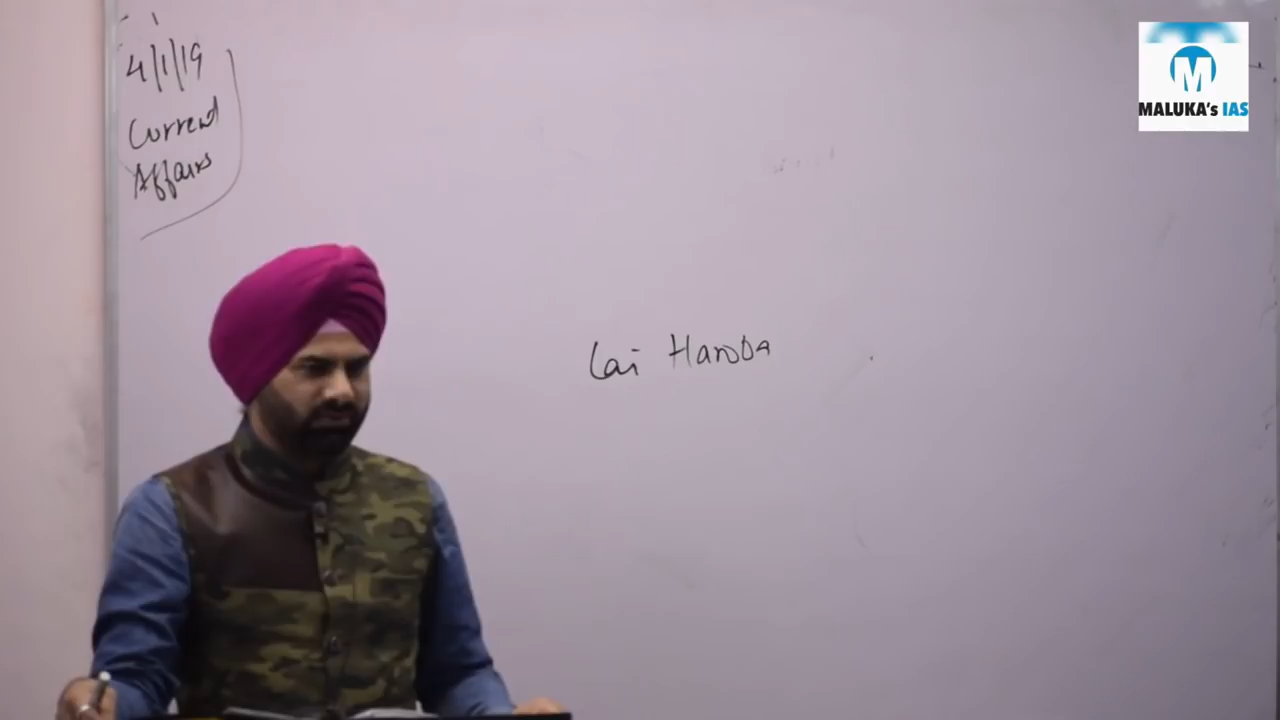 4/1/19
Current
Affairs
M
MALUKA's IAS
Lai Haroba